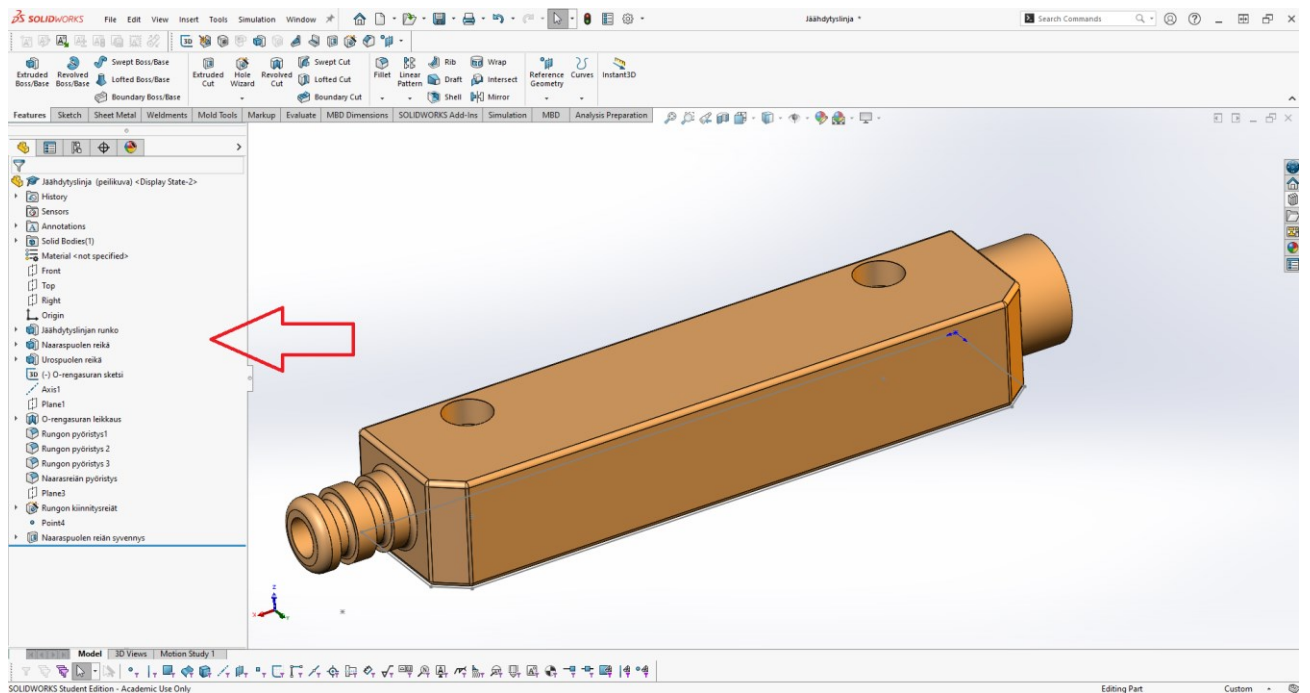 SOLIDWORKS File Edit View Insert Tools Simulation Window Jäähdytyslinja * Search Commands
Extruded Boss/Base
Revolved Boss/Base
Swept Boss/Base
Lofted Boss/Base
Boundary Boss/Base
Extruded Cut
Hole Wizard
Revolved Cut
Swept Cut
Lofted Cut
Boundary Cut
Fillet
Linear Pattern
Rib
Draft
Shell
Wrap
Intersect
Mirror
Reference Geometry
Curves
Instant3D
Features Sketch Sheet Metal Weldments Mold Tools Markup Evaluate MBD Dimensions SOLIDWORKS Add-Ins Simulation MBD Analysis Preparation
Jäähdytyslinja (peilikuva) <Display State-2>
History
Sensors
Annotations
Solid Bodies(1)
Material <not specified>
Front
Top
Right
Origin
Jäähdytyslinjan runko
Naaraspuolen reikä
Urospuolen reikä
3D (-) O-rengasuran sketsi
Axis1
Plane1
O-rengasuran leikkaus
Rungon pyöristys1
Rungon pyöristys 2
Rungon pyöristys 3
Naarasreiän pyöristys
Plane3
Rungon kiinnitysreiät
Point4
Naaraspuolen reiän syvennys
Model 3D Views Motion Study 1
SOLIDWORKS Student Edition - Academic Use Only Editing Part Custom